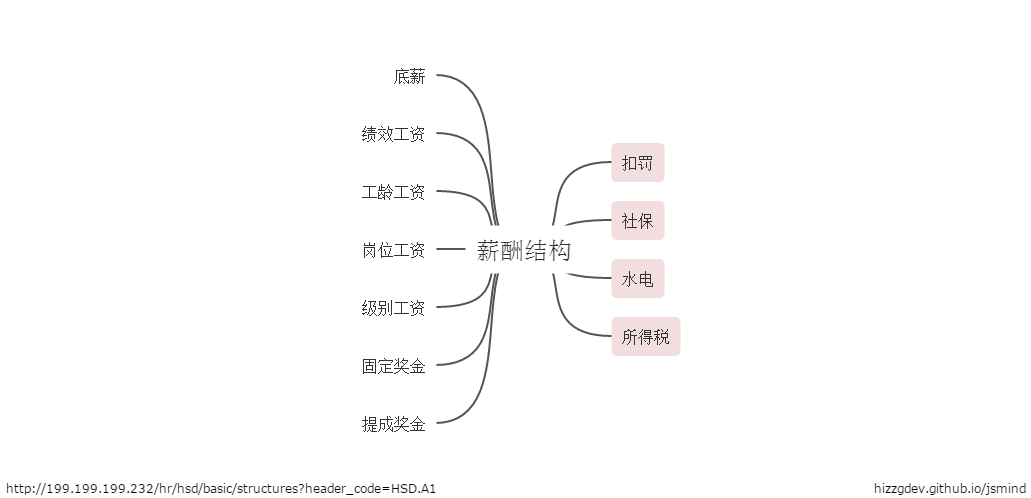 底薪
绩效工资
工龄工资
岗位工资
级别工资
固定奖金
提成奖金
薪酬结构
扣罚
社保
水电
所得税
http://199.199.199.232/hr/hsd/basic/structures?header_code=HSD.A1
hizzgdev.github.io/jsmind